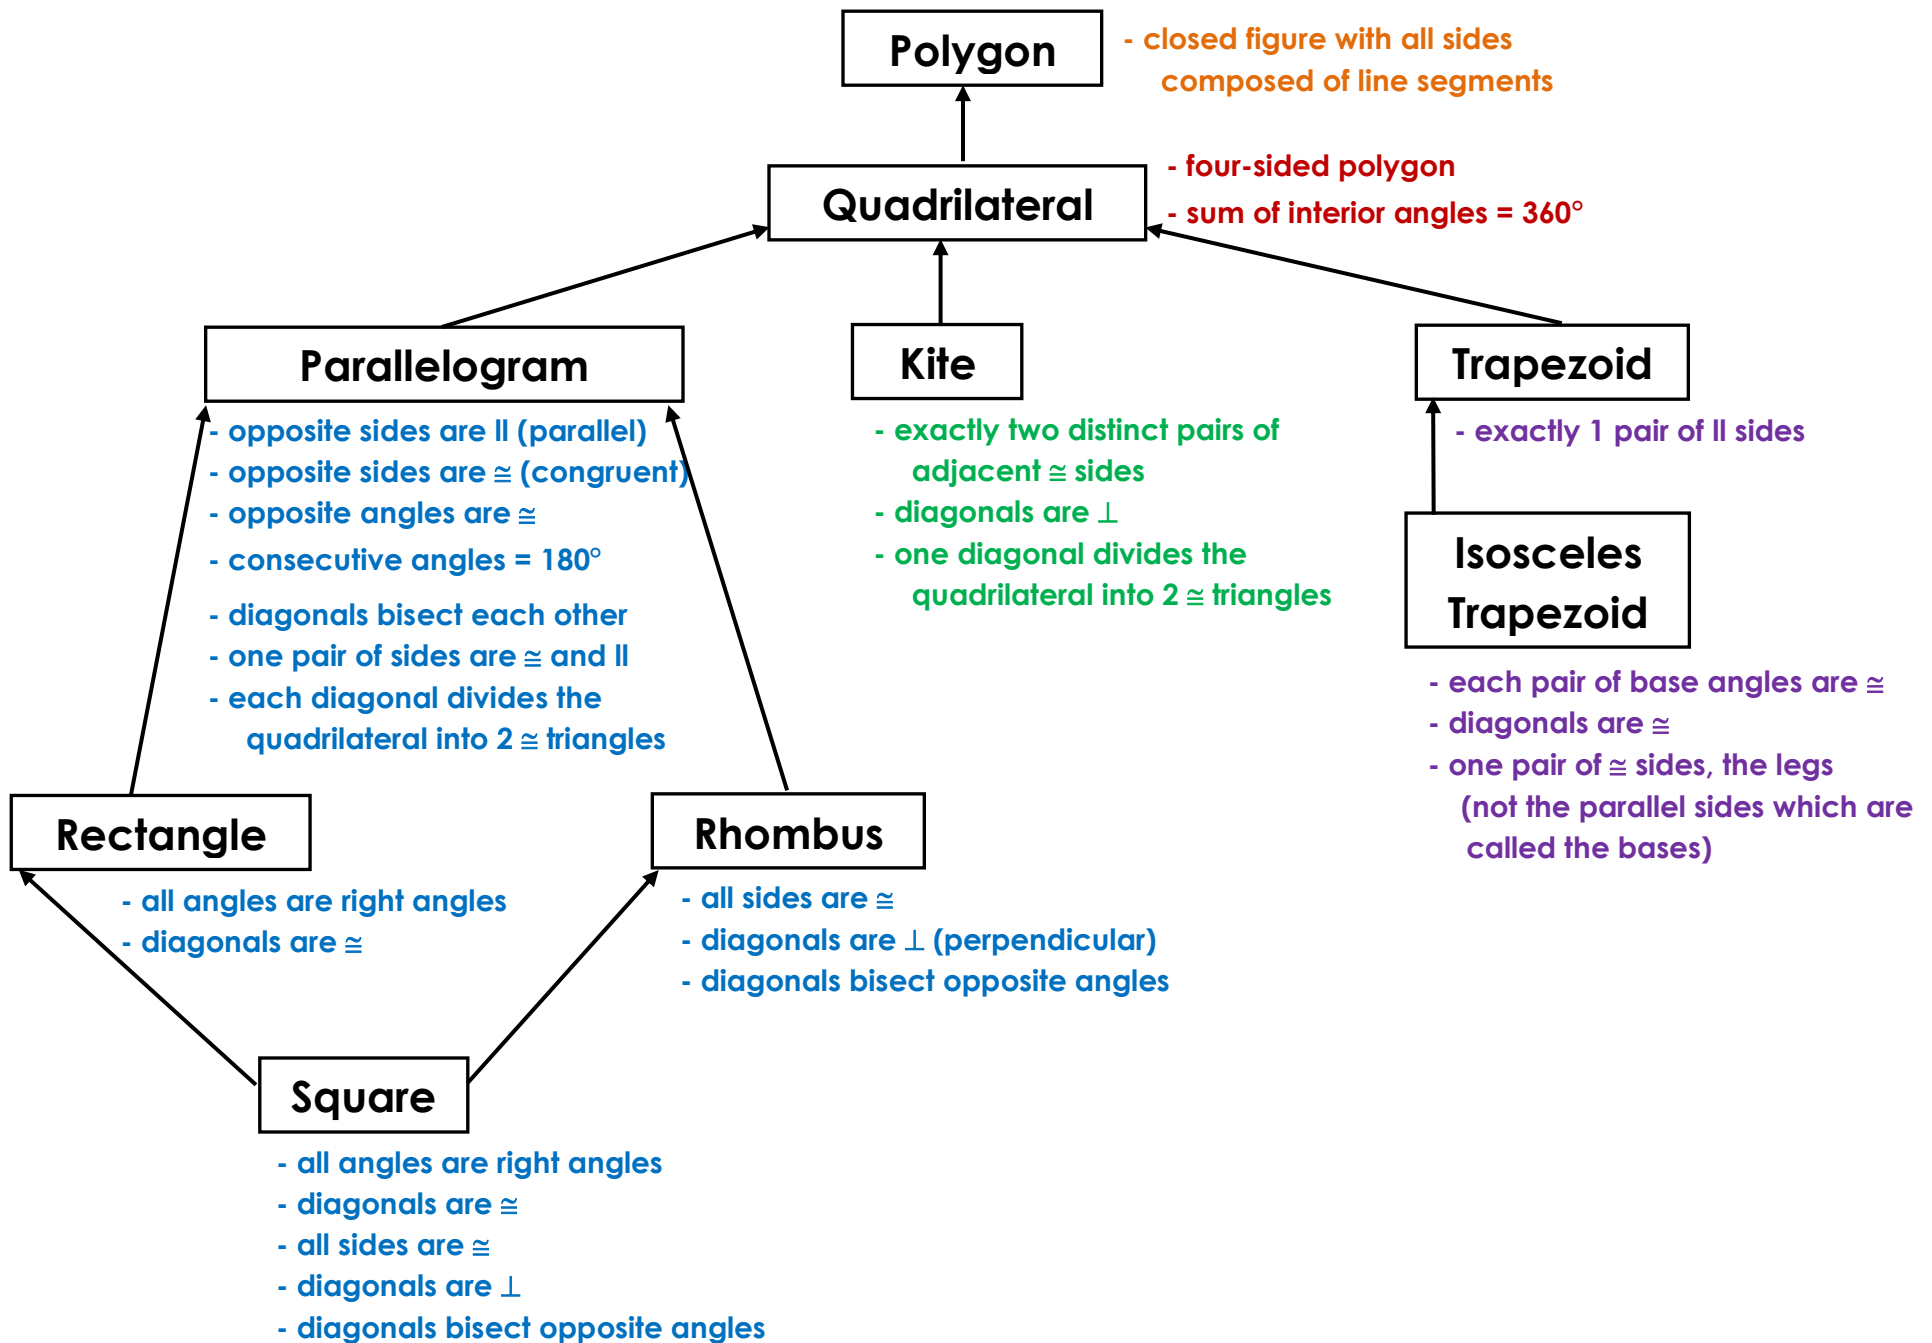 Polygon
- closed figure with all sides
composed of line segments
Quadrilateral
- four-sided polygon
- sum of interior angles = 360°
Parallelogram
- opposite sides are ll (parallel)
- opposite sides are ≅ (congruent)
- opposite angles are ≅
- consecutive angles = 180°
- diagonals bisect each other
- one pair of sides are ≅ and ll
- each diagonal divides the
quadrilateral into 2 ≅ triangles
Kite
- exactly two distinct pairs of
adjacent ≅ sides
- diagonals are ⊥
- one diagonal divides the
quadrilateral into 2 ≅ triangles
Trapezoid
- exactly 1 pair of ll sides
Isosceles
Trapezoid
- each pair of base angles are ≅
- diagonals are ≅
- one pair of ≅ sides, the legs
(not the parallel sides which are
called the bases)
Rectangle
- all angles are right angles
- diagonals are ≅
Rhombus
- all sides are ≅
- diagonals are ⊥ (perpendicular)
- diagonals bisect opposite angles
Square
- all angles are right angles
- diagonals are ≅
- all sides are ≅
- diagonals are ⊥
- diagonals bisect opposite angles